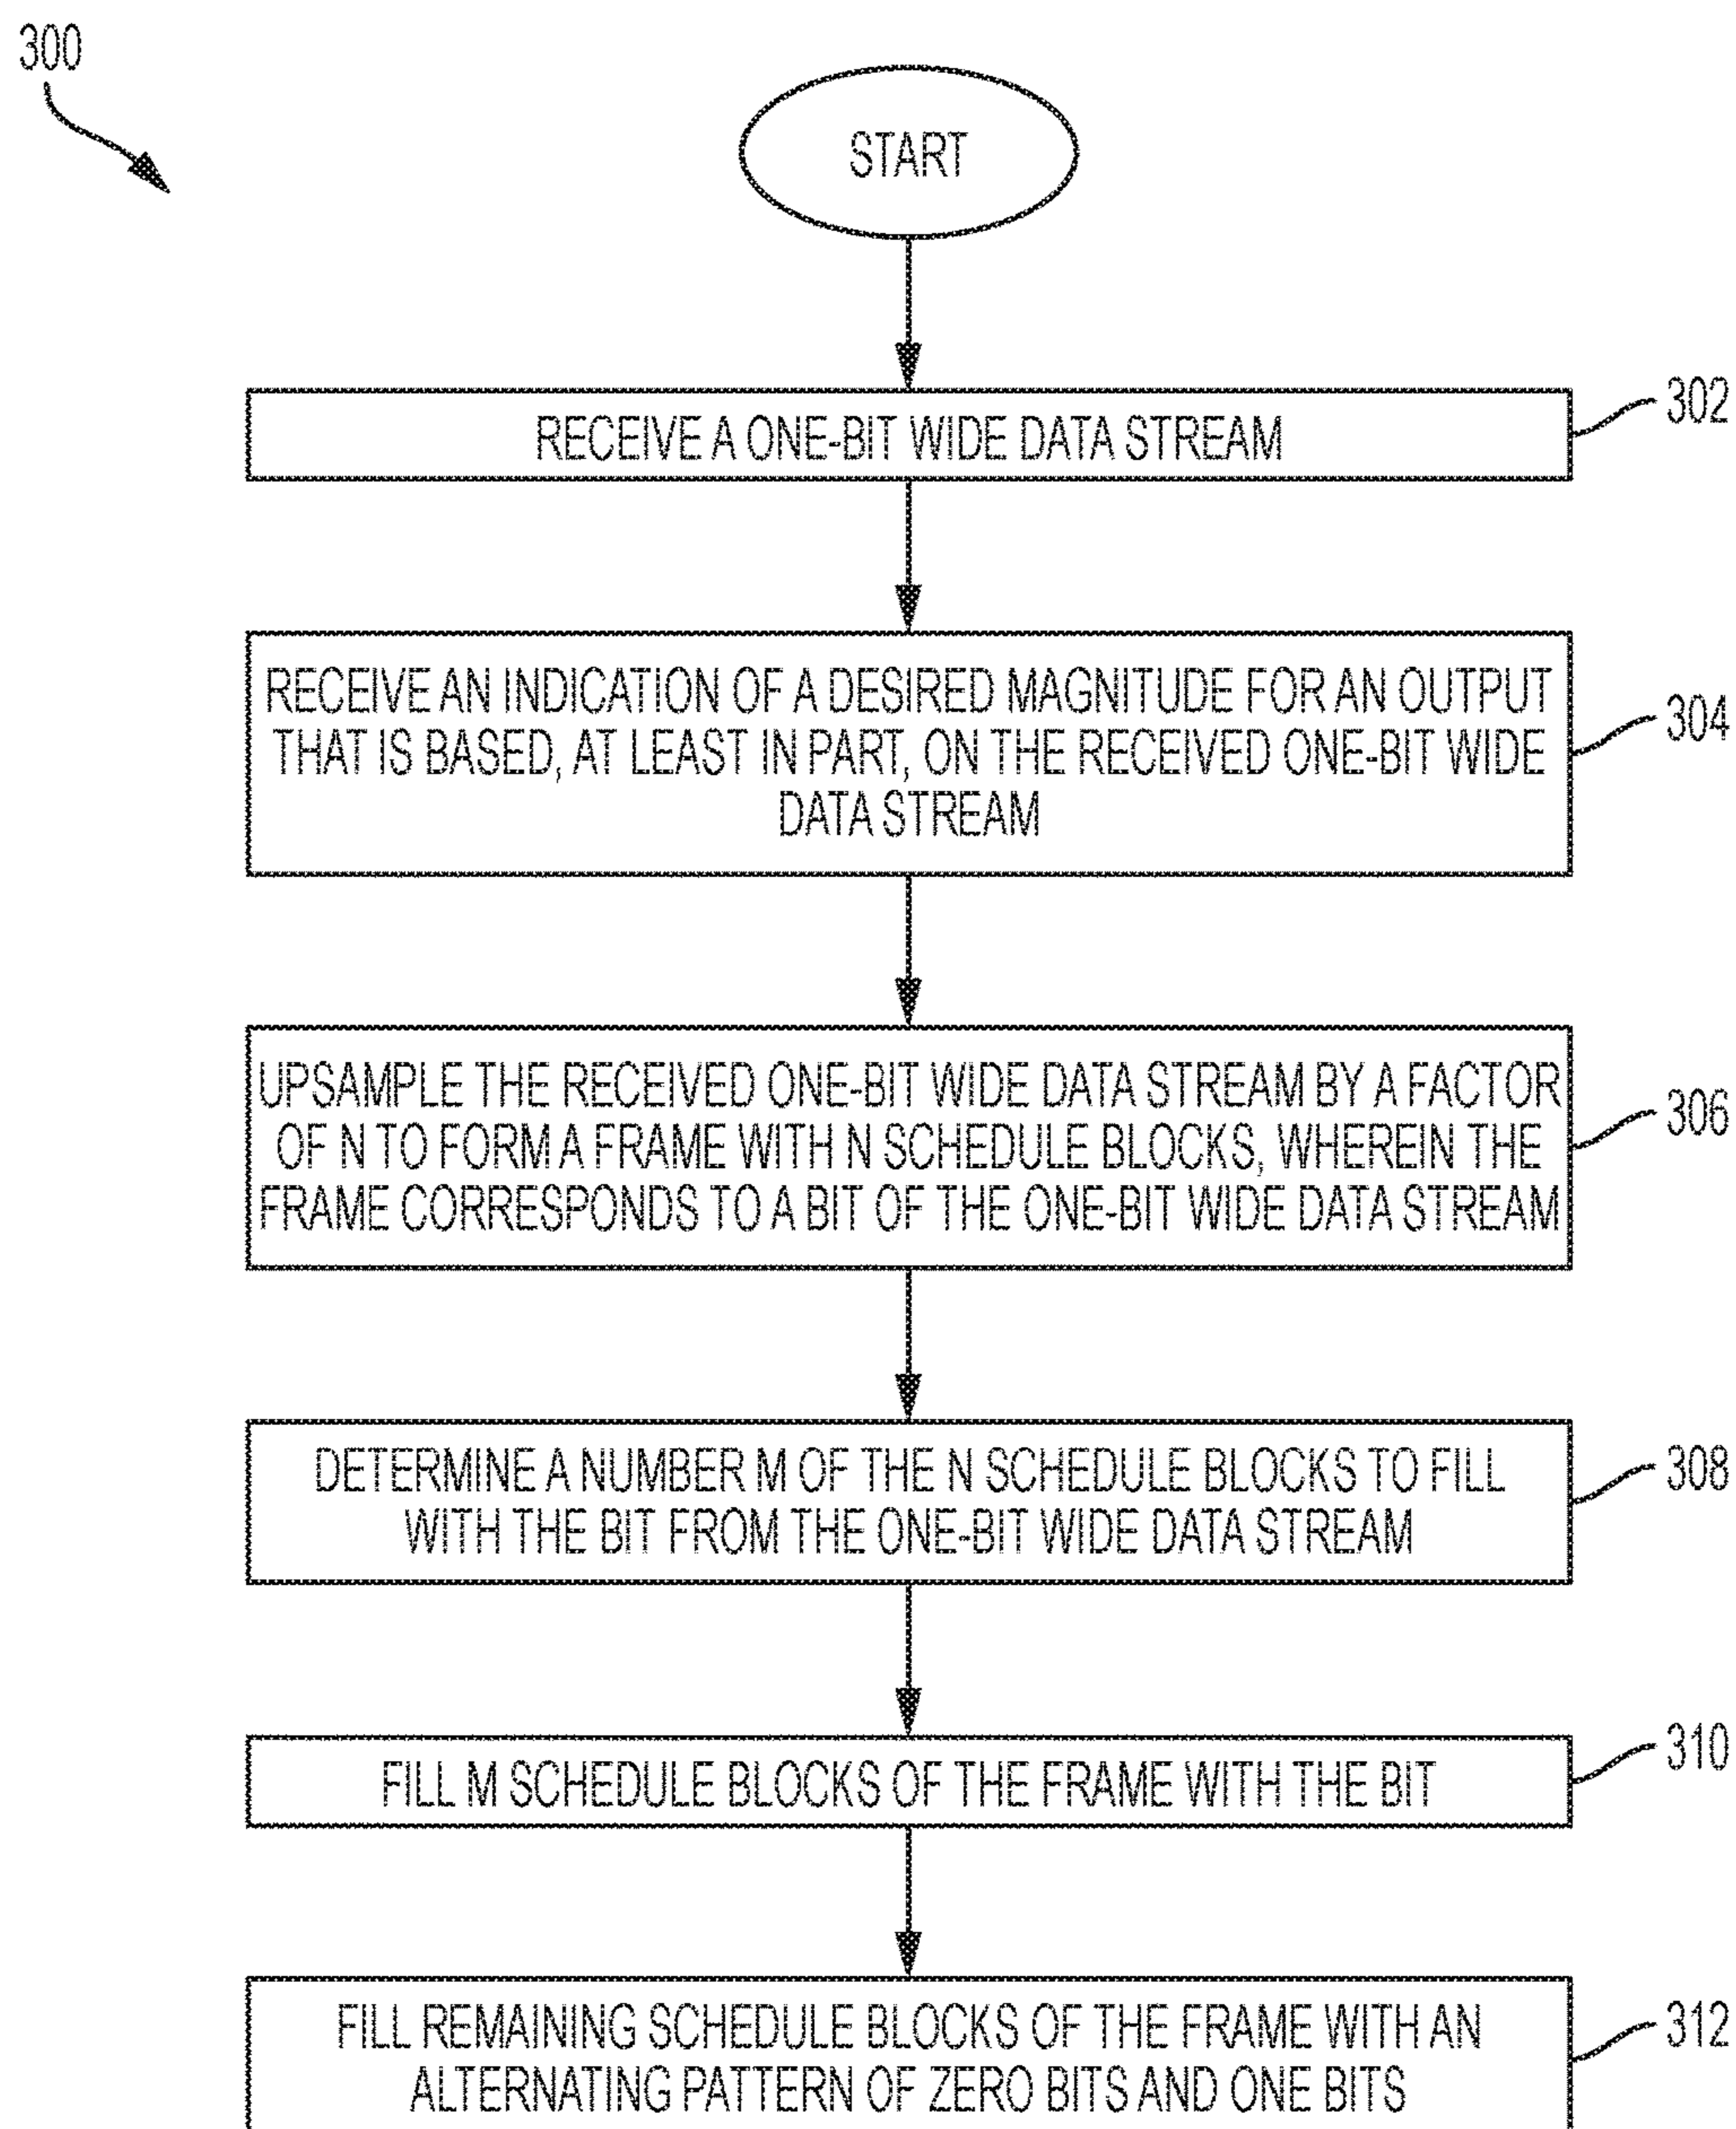 300
START
RECEIVE A ONE-BIT WIDE DATA STREAM
302
RECEIVE AN INDICATION OF A DESIRED MAGNITUDE FOR AN OUTPUT
THAT IS BASED, AT LEAST IN PART, ON THE RECEIVED ONE-BIT WIDE
DATA STREAM
304
UPSAMPLE THE RECEIVED ONE-BIT WIDE DATA STREAM BY A FACTOR
OF N TO FORM A FRAME WITH N SCHEDULE BLOCKS, WHEREIN THE
FRAME CORRESPONDS TO A BIT OF THE ONE-BIT WIDE DATA STREAM
306
DETERMINE A NUMBER M OF THE N SCHEDULE BLOCKS TO FILL
WITH THE BIT FROM THE ONE-BIT WIDE DATA STREAM
308
FILL M SCHEDULE BLOCKS OF THE FRAME WITH THE BIT
310
FILL REMAINING SCHEDULE BLOCKS OF THE FRAME WITH AN
ALTERNATING PATTERN OF ZERO BITS AND ONE BITS
312